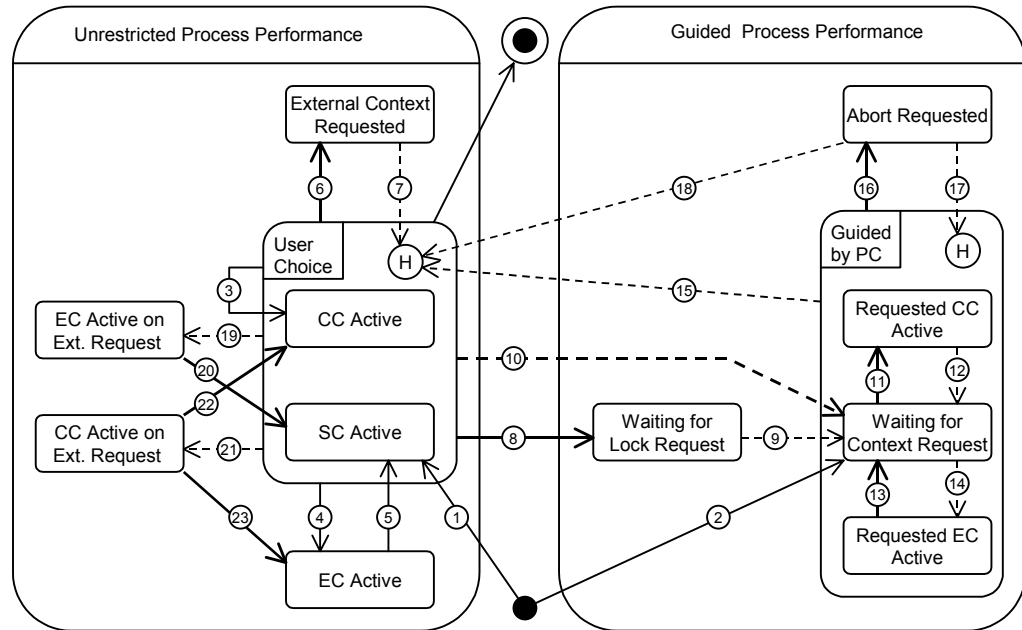 Unrestricted Process Performance
Guided Process Performance
External Context
Requested
Abort Requested
6
7
18
16
17
User
Choice
H
Guided
by PC
H
3
15
EC Active on
Ext. Request
19
CC Active
Requested CC
Active
20
10
22
11
12
CC Active on
Ext. Request
21
SC Active
8
Waiting for
Lock Request
9
Waiting for
Context Request
23
4
5
1
2
13
14
EC Active
Requested EC
Active